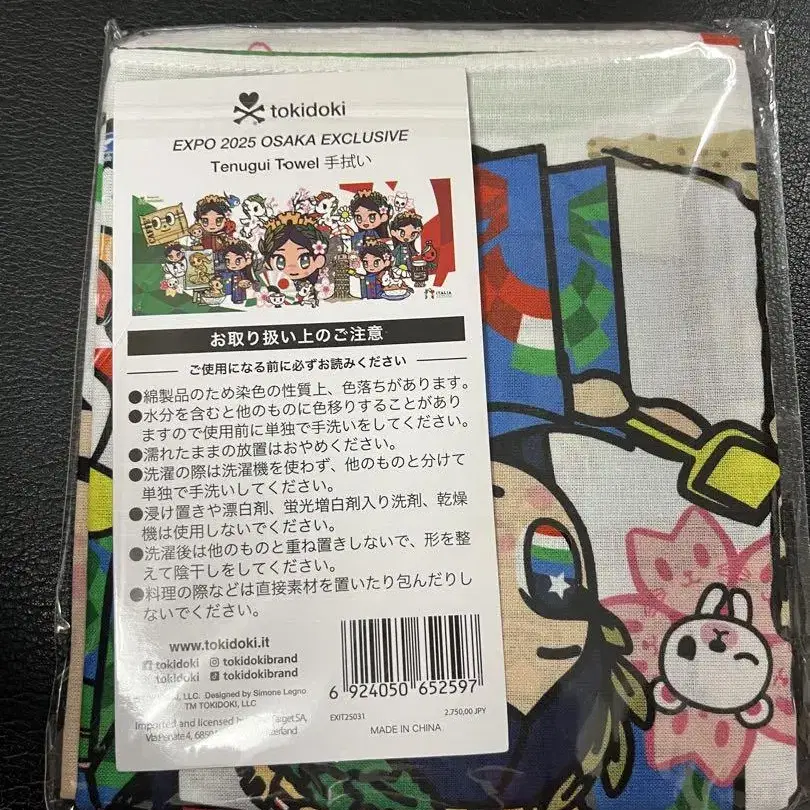 tokidoki
EXPO 2025 OSAKA EXCLUSIVE
Tenugui Towel 手拭い
ITALIA
お取り扱い上のご注意
ご使用になる前に必ずお読みください
●綿製品のため染色の性質上、色落ちがあります。
●水分を含むと他のものに色移りすることがあり
ますので使用前に単独で手洗いをしてください。
●濡れたままの放置はおやめください。
●洗濯の際は洗濯機を使わず、他のものと分けて
単独で手洗いしてください。
●浸け置きや漂白剤、蛍光増白剤入り洗剤、乾燥
機は使用しないでください。
●洗濯後は他のものと重ね置きしないで、形を整
えて陰干しをしてください。
●料理の際などは直接素材を置いたり包んだりし
ないでください。
www.tokidoki.it
tokidoki tokidokibrand
tokidoki tokidokibrand
LLC. Designed by Simone Legno
TM TOKIDOKI, LLC
Imported and licensed by Target SA,
Via Penate 4, 685
6 924050 652597
EXIT25031 2.750,00 JPY
MADE IN CHINA